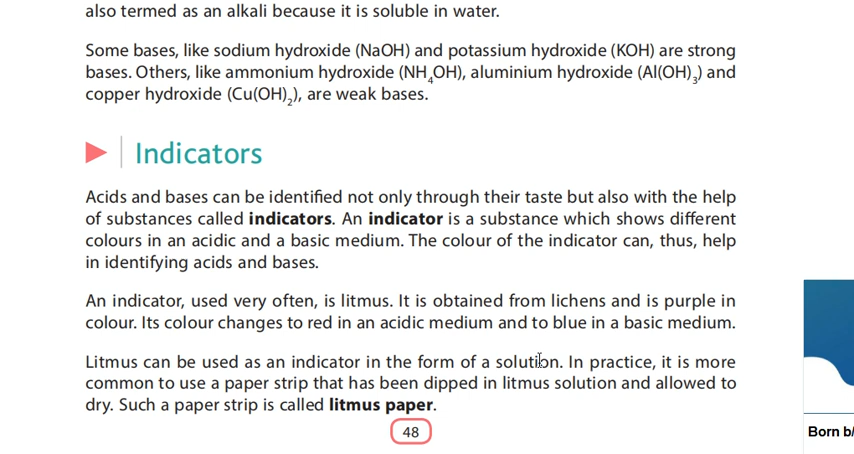 also termed as an alkali because it is soluble in water.
Some bases, like sodium hydroxide (NaOH) and potassium hydroxide (KOH) are strong
bases. Others, like ammonium hydroxide (NH₄OH), aluminium hydroxide (Al(OH)₃) and
copper hydroxide (Cu(OH)₂), are weak bases.
Indicators
Acids and bases can be identified not only through their taste but also with the help
of substances called indicators. An indicator is a substance which shows different
colours in an acidic and a basic medium. The colour of the indicator can, thus, help
in identifying acids and bases.
An indicator, used very often, is litmus. It is obtained from lichens and is purple in
colour. Its colour changes to red in an acidic medium and to blue in a basic medium.
Litmus can be used as an indicator in the form of a solution. In practice, it is more
common to use a paper strip that has been dipped in litmus solution and allowed to
dry. Such a paper strip is called litmus paper.
48
Born b/